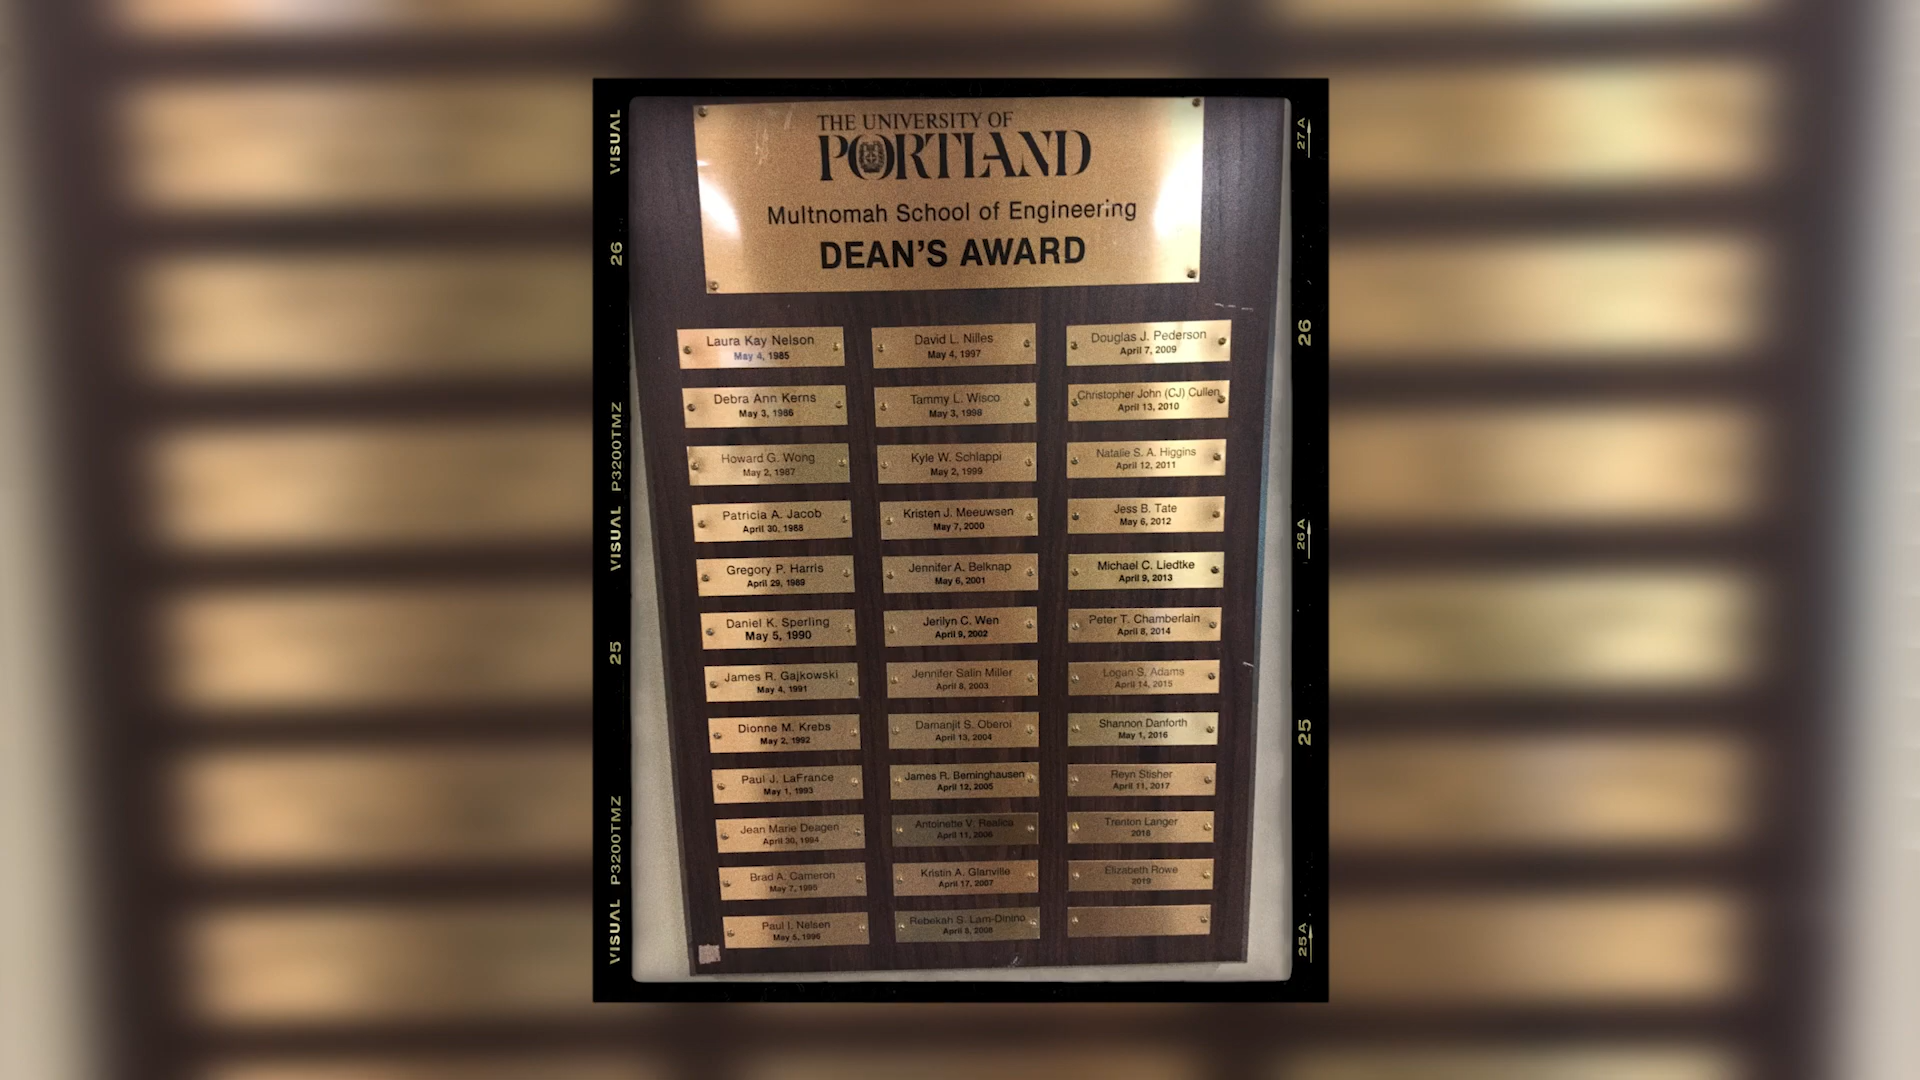 THE UNIVERSITY OF
PORTLAND
Multnomah School of Engineering
DEAN'S AWARD
Laura Kay Nelson
May 4, 1985
Debra Ann Kerns
May 3, 1986
Howard G. Wong
May 2, 1987
Patricia A. Jacob
April 30, 1988
Gregory P. Harris
April 29, 1989
Daniel K. Sperling
May 5, 1990
James R. Gajkowski
May 4, 1991
Dionne M. Krebs
May 2, 1992
Paul J. LaFrance
May 1, 1993
Jean Marie Deagen
April 30, 1994
Brad A. Cameron
May 7, 1995
Paul I. Nelsen
May 5, 1996
David L. Nilles
May 4, 1997
Tammy L. Wisco
May 3, 1998
Kyle W. Schlappi
May 2, 1999
Kristen J. Meeuwsen
May 7, 2000
Jennifer A. Belknap
May 6, 2001
Jerilyn C. Wen
April 9, 2002
Jennifer Salin Miller
April 8, 2003
Damanjit S. Oberoi
April 13, 2004
James R. Berninghausen
April 12, 2005
Antoinette V. Realica
April 11, 2006
Kristin A. Glanville
April 17, 2007
Rebekah S. Lam-Dinino
April 8, 2008
Douglas J. Pederson
April 7, 2009
Christopher John (CJ) Cullen
April 13, 2010
Natalie S. A. Higgins
April 12, 2011
Jess B. Tate
May 6, 2012
Michael C. Liedtke
April 9, 2013
Peter T. Chamberlain
April 8, 2014
Logan S. Adams
April 14, 2015
Shannon Danforth
May 1, 2016
Reyn Stisher
April 11, 2017
Trenton Langer
2018
Elizabeth Rowe
2019
VISUAL
26
P3200TMZ
VISUAL
25
P3200TMZ
VISUAL
27A
26
26A
25
25A